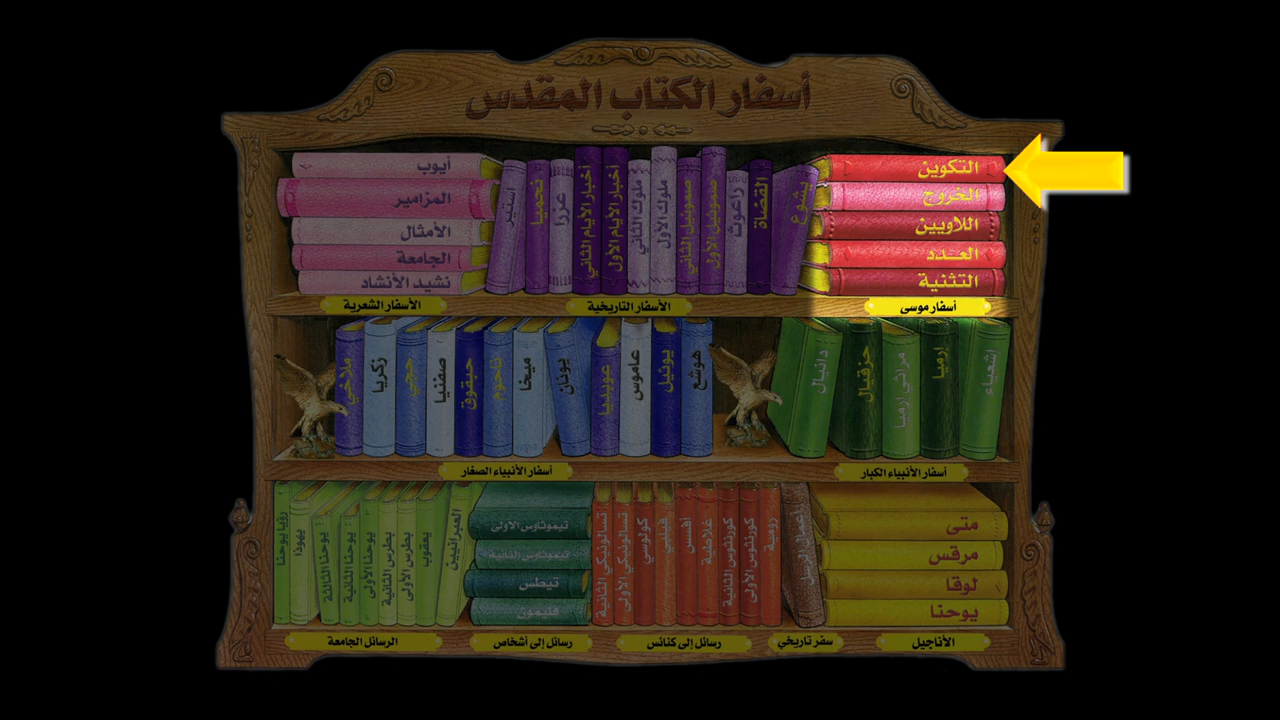 أسفار الكتاب المقدس
التكوين
الخروج
اللاويين
العدد
التثنية
يشوع
القضاة
راعوث
صموئيل الأول
صموئيل الثاني
ملوك الأول
ملوك الثاني
أخبار الأيام الأول
أخبار الأيام الثاني
عزرا
نحميا
أستير
أيوب
المزامير
الأمثال
الجامعة
نشيد الأنشاد
أسفار موسى
الأسفار التاريخية
الأسفار الشعرية
إشعياء
إرميا
مراثي إرميا
حزقيال
دانيال
هوشع
يوئيل
عاموس
عوبديا
يونان
ميخا
ناحوم
حبقوق
صفنيا
حجي
زكريا
ملاخي
أسفار الأنبياء الكبار
أسفار الأنبياء الصغار
متى
مرقس
لوقا
يوحنا
أعمال الرسل
رومية
كورنثوس الأولى
كورنثوس الثانية
غلاطية
أفسس
فيلبي
كولوسي
تسالونيكي الأولى
تسالونيكي الثانية
تيموثاوس الأولى
تيموثاوس الثانية
تيطس
فليمون
العبرانيين
يعقوب
بطرس الأولى
بطرس الثانية
يوحنا الأولى
يوحنا الثانية
يوحنا الثالثة
يهوذا
رؤيا يوحنا
الأناجيل
سفر تاريخي
رسائل إلى كنائس
رسائل إلى أشخاص
الرسائل الجامعة